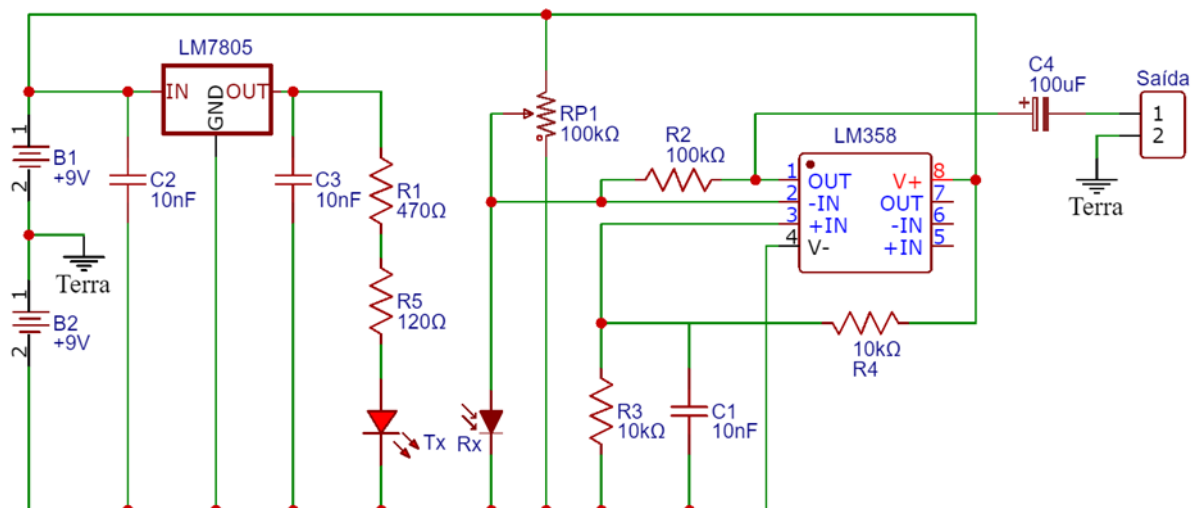 LM7805
IN
OUT
GND
1
B1
+9V
2
C2
10nF
C3
10nF
R1
470Ω
Terra
1
B2
+9V
2
R5
120Ω
Tx
Rx
RP1
100kΩ
R2
100kΩ
LM358
1
OUT
2
-IN
3
+IN
4
V-
V+
8
OUT
7
-IN
6
+IN
5
C4
100uF
+
Saída
1
2
Terra
10kΩ
R4
R3
10kΩ
C1
10nF